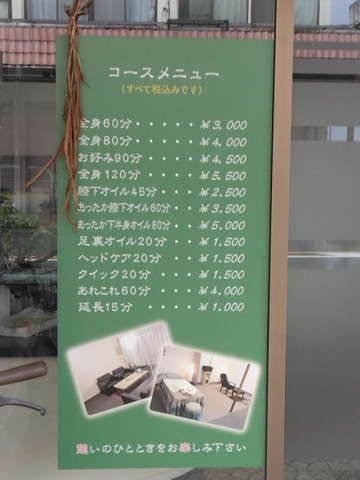 コースメニュー
(すべて税込みです)
全身60分・・・・・¥3.000
全身80分・・・・・¥4.000
お好み90分・・・・¥4.500
全身120分・・・・¥5.500
膝下オイル45分・・¥2.500
あったか膝下オイル60分・・¥3.500
あったか下半身オイル80分・・¥5.000
足裏オイル20分・・・¥1.500
ヘッドケア20分・・・¥1.500
クイック20分・・・・¥1.500
あれこれ60分・・・・¥4.000
延長15分・・・・・¥1.000
憩いのひとときをお楽しみ下さい